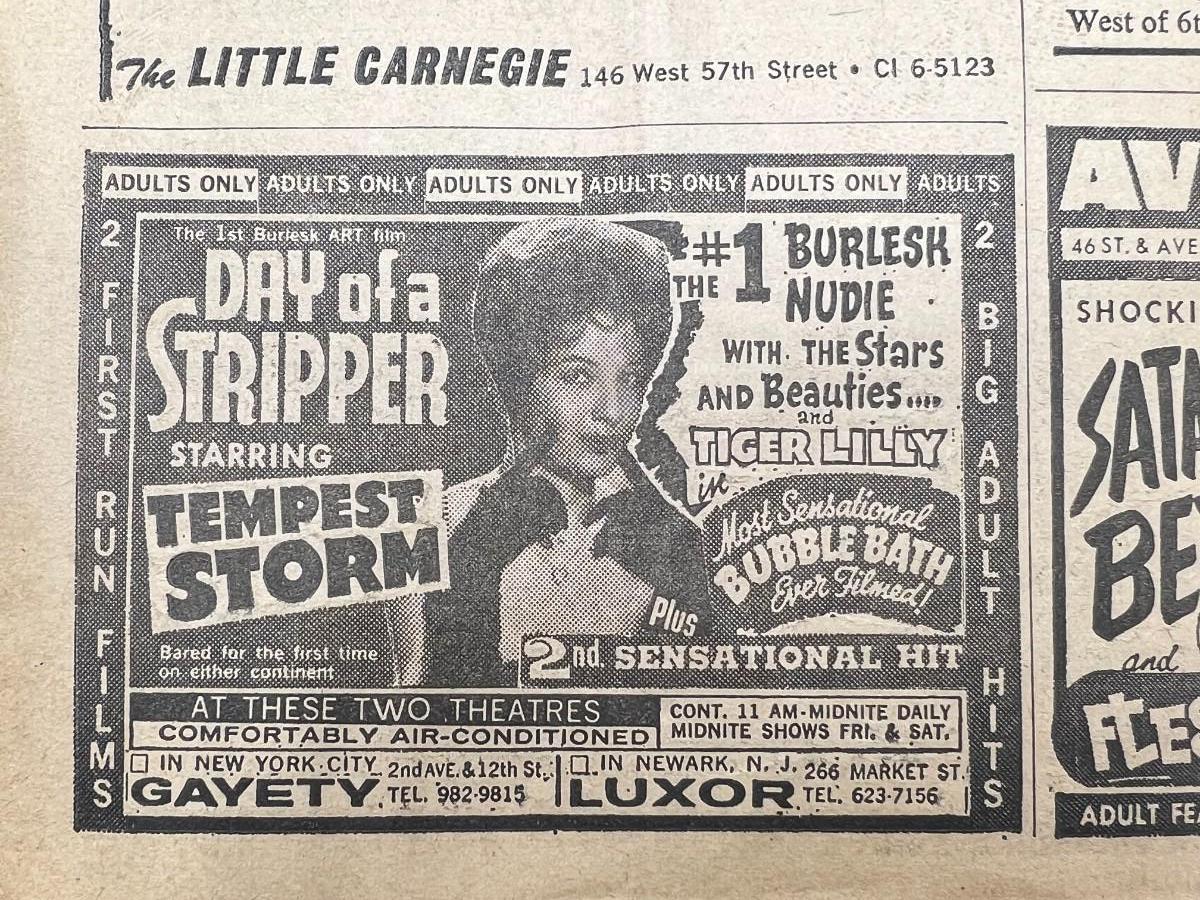 The LITTLE CARNEGIE 146 West 57th Street • CI 6-5123
ADULTS ONLY ADULTS ONLY ADULTS ONLY ADULTS ONLY ADULTS ONLY ADULTS
2 FIRST RUN FILMS
The 1st Burlesk ART film
DAY of a
STRIPPER
STARRING
TEMPEST
STORM
Bared for the first time
on either continent
#1 BURLESK
THE NUDIE
WITH THE Stars
AND Beauties....
and
TIGER LILLY
in
Most Sensational
BUBBLE BATH
Ever Filmed!
Plus
2nd SENSATIONAL HIT
2 BIG ADULT HITS
AT THESE TWO THEATRES
COMFORTABLY AIR-CONDITIONED
CONT. 11 AM-MIDNITE DAILY
MIDNITE SHOWS FRI. & SAT.
IN NEW YORK CITY 2nd AVE. & 12th St.
GAYETY TEL. 982-9815
IN NEWARK, N. J. 266 MARKET ST.
LUXOR TEL. 623-7156
West of 6t
AV
46 ST. & AVE
SHOCKI
SATA
BE
and
FLES
ADULT FEA